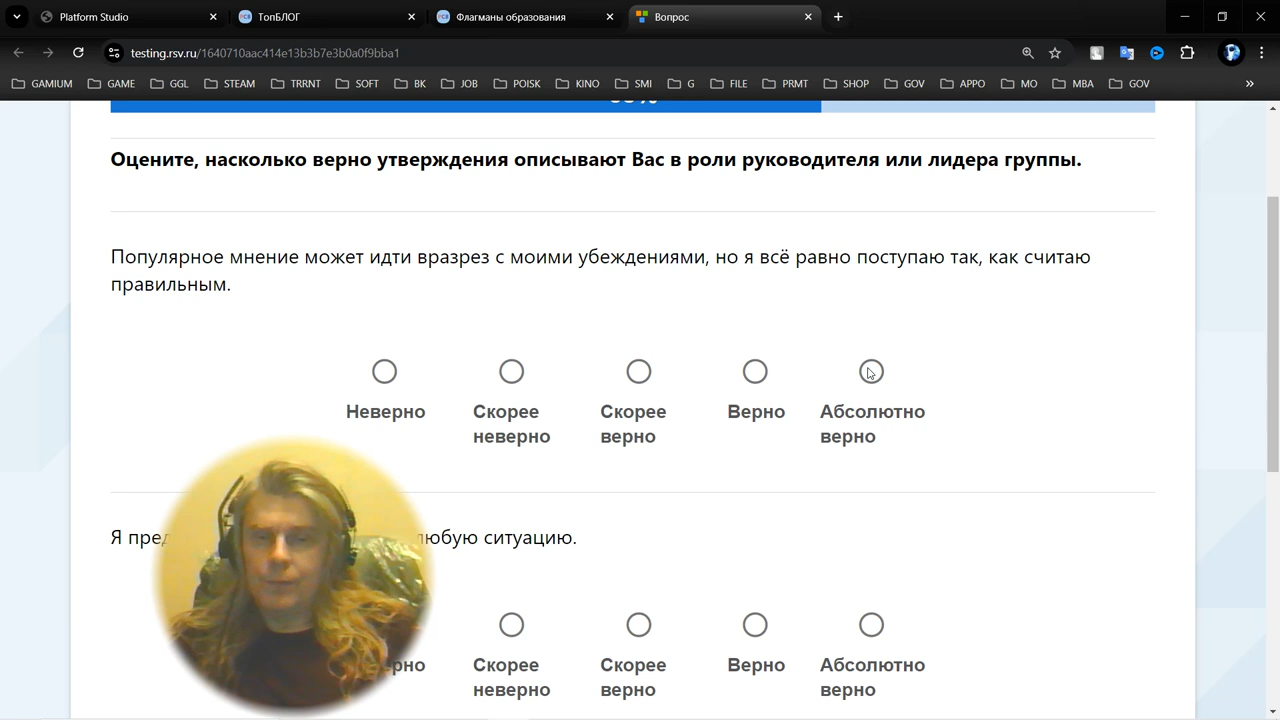 Platform Studio
ТопБЛОГ
Флагманы образования
Вопрос
testing.rsv.ru/1640710aac414e13b3b7e3b0a0f9bba1
GAMIUM GAME GGL STEAM TRRNT SOFT BK JOB POISK KINO SMI G FILE PRMT SHOP GOV APPO MO MBA GOV
Оцените, насколько верно утверждения описывают Вас в роли руководителя или лидера группы.
Популярное мнение может идти вразрез с моими убеждениями, но я всё равно поступаю так, как считаю
правильным.
Неверно Скорее Скорее Верно Абсолютно
неверно верно верно
Я любую ситуацию.
Скорее Скорее Верно Абсолютно
неверно верно верно